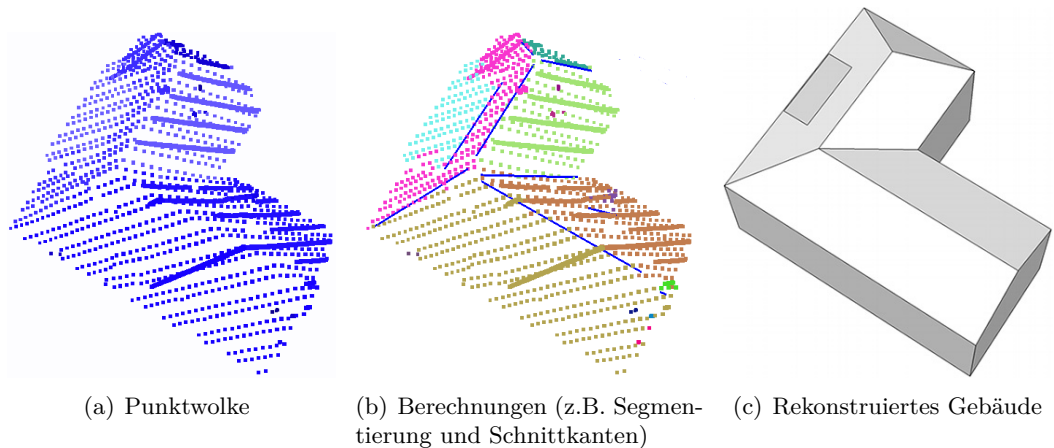 (a) Punktwolke
(b) Berechnungen (z.B. Segmen-
tierung und Schnittkanten)
(c) Rekonstruiertes Gebäude